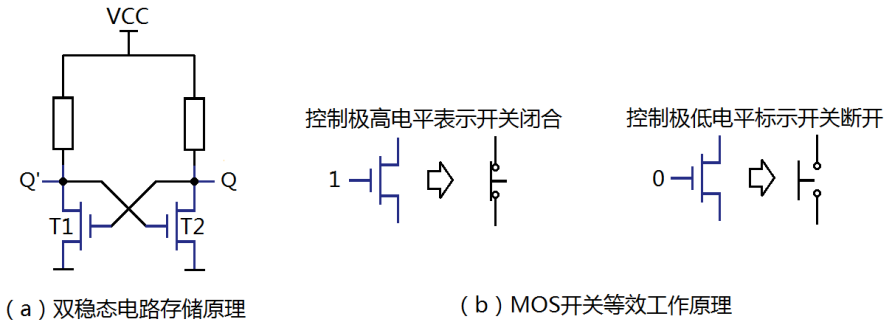 VCC
控制极高电平表示开关闭合
控制极低电平标示开关断开
Q'
Q
1
0
T1
T2
（a）双稳态电路存储原理
（b）MOS开关等效工作原理